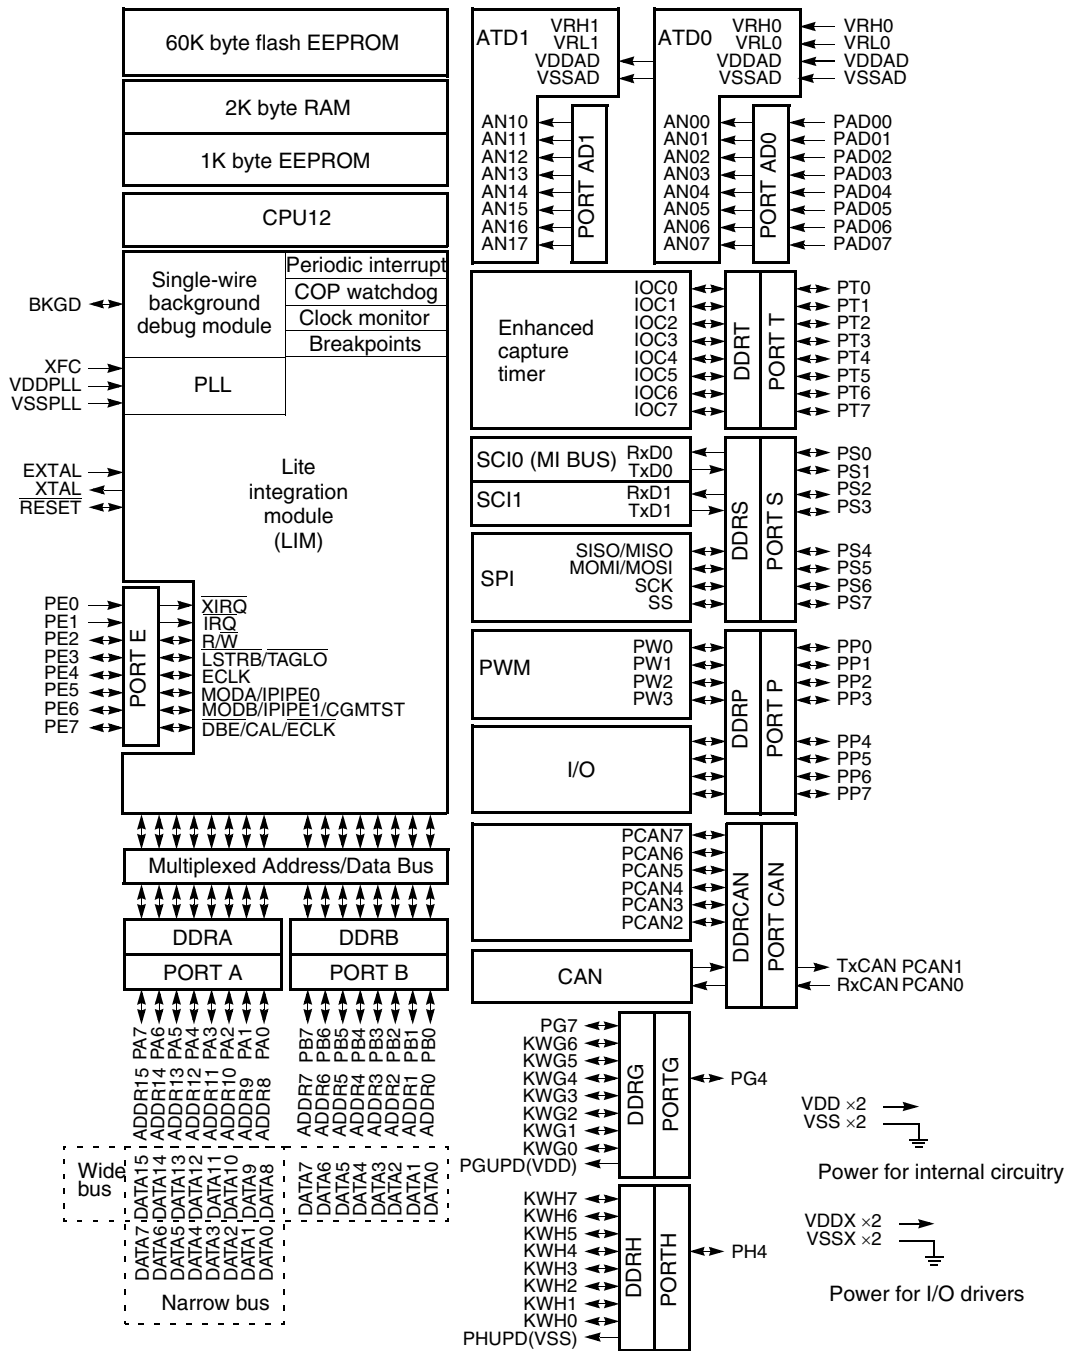 60K byte flash EEPROM
2K byte RAM
1K byte EEPROM
CPU12
Single-wire
background
debug module
Periodic interrupt
COP watchdog
Clock monitor
Breakpoints
BKGD
XFC
VDDPLL
VSSPLL
PLL
EXTAL
XTAL
RESET
Lite
integration
module
(LIM)
PE0
PE1
PE2
PE3
PE4
PE5
PE6
PE7
PORT E
XIRQ
IRQ
R/W
LSTRB/TAGLO
ECLK
MODA/IPIPE0
MODB/IPIPE1/CGMTST
DBE/CAL/ECLK
Multiplexed Address/Data Bus
DDRA
DDRB
PORT A
PORT B
PA7
PA6
PA5
PA4
PA3
PA2
PA1
PA0
PB7
PB6
PB5
PB4
PB3
PB2
PB1
PB0
ADDR15
ADDR14
ADDR13
ADDR12
ADDR11
ADDR10
ADDR9
ADDR8
ADDR7
ADDR6
ADDR5
ADDR4
ADDR3
ADDR2
ADDR1
ADDR0
Wide
bus
DATA15
DATA14
DATA13
DATA12
DATA11
DATA10
DATA9
DATA8
DATA7
DATA6
DATA5
DATA4
DATA3
DATA2
DATA1
DATA0
DATA7
DATA6
DATA5
DATA4
DATA3
DATA2
DATA1
DATA0
Narrow bus
ATD1
VRH1
VRL1
VDDAD
VSSAD
ATD0
VRH0
VRL0
VDDAD
VSSAD
VRH0
VRL0
VDDAD
VSSAD
AN10
AN11
AN12
AN13
AN14
AN15
AN16
AN17
PORT AD1
AN00
AN01
AN02
AN03
AN04
AN05
AN06
AN07
PORT AD0
PAD00
PAD01
PAD02
PAD03
PAD04
PAD05
PAD06
PAD07
Enhanced
capture
timer
IOC0
IOC1
IOC2
IOC3
IOC4
IOC5
IOC6
IOC7
DDRT
PORT T
PT0
PT1
PT2
PT3
PT4
PT5
PT6
PT7
SCI0 (MI BUS)
RxD0
TxD0
SCI1
RxD1
TxD1
SPI
SISO/MISO
MOMI/MOSI
SCK
SS
DDRS
PORT S
PS0
PS1
PS2
PS3
PS4
PS5
PS6
PS7
PWM
PW0
PW1
PW2
PW3
I/O
DDRP
PORT P
PP0
PP1
PP2
PP3
PP4
PP5
PP6
PP7
PCAN7
PCAN6
PCAN5
PCAN4
PCAN3
PCAN2
CAN
DDRCAN
PORT CAN
TxCAN PCAN1
RxCAN PCAN0
PG7
KWG6
KWG5
KWG4
KWG3
KWG2
KWG1
KWG0
PGUPD(VDD)
DDRG
PORTG
PG4
KWH7
KWH6
KWH5
KWH4
KWH3
KWH2
KWH1
KWH0
PHUPD(VSS)
DDRH
PORTH
PH4
VDD ×2
VSS ×2
Power for internal circuitry
VDDX ×2
VSSX ×2
Power for I/O drivers